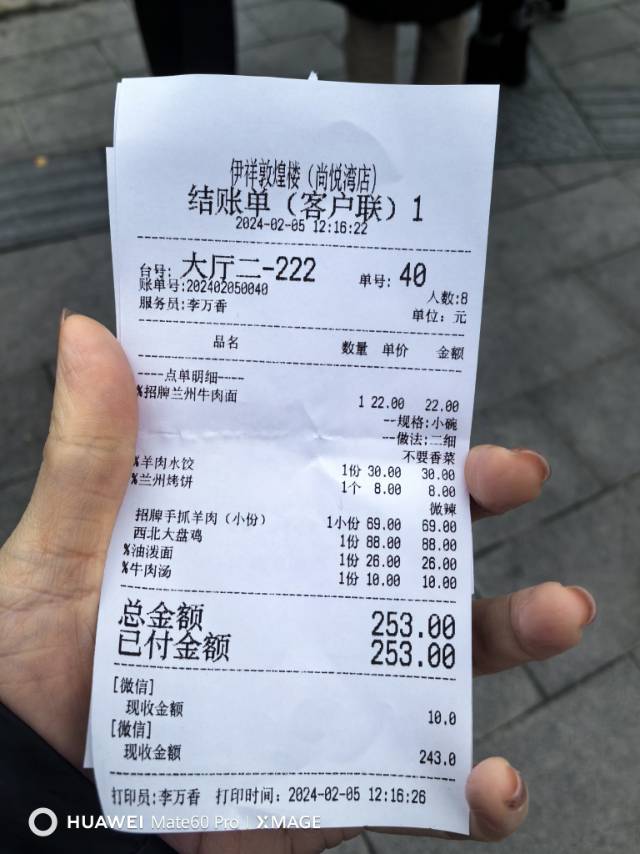 伊祥敦煌楼（尚悦湾店）
结账单（客户联）1
2024-02-05 12:16:22
台号: 大厅二-222 单号: 40
账单号:202402050040 人数:8
服务员:李万香 单位: 元
品名 数量 单价 金额
----点单明细----
%招牌兰州牛肉面 1 22.00 22.00
--规格:小碗
--做法:二细
不要香菜
%羊肉水饺 1份 30.00 30.00
%兰州烤饼 1个 8.00 8.00
微辣
招牌手抓羊肉（小份） 1小份 69.00 69.00
西北大盘鸡 1份 88.00 88.00
%油泼面 1份 26.00 26.00
%牛肉汤 1份 10.00 10.00
总金额 253.00
已付金额 253.00
[微信]
现收金额 10.0
[微信]
现收金额 243.0
打印员:李万香 打印时间: 2024-02-05 12:16:26
HUAWEI Mate60 Pro | XMAGE